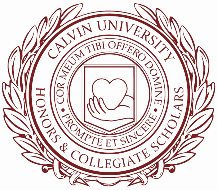 CALVIN UNIVERSITY
COR MEUM TIBI OFFERO DOMINE
PROMPTE ET SINCERE
HONORS & COLLEGIATE SCHOLARS